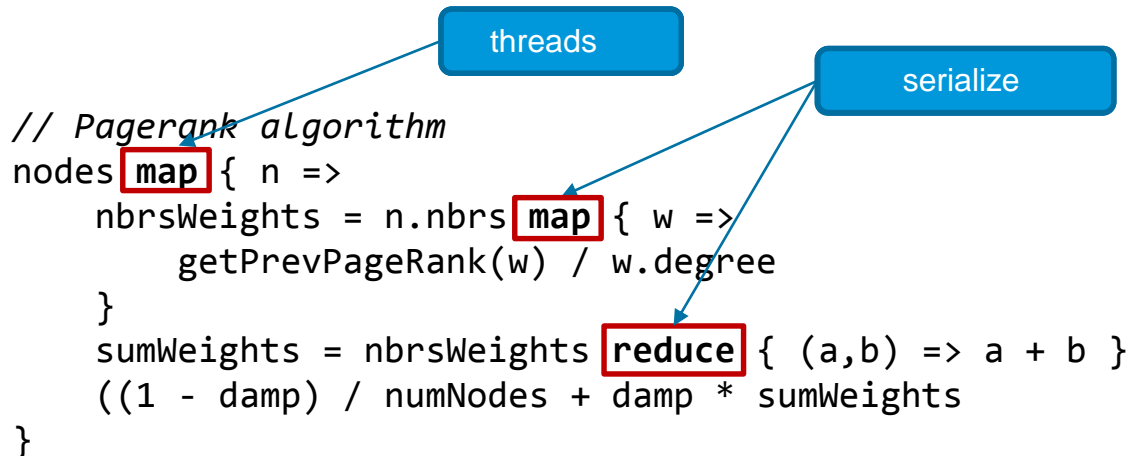 threads
serialize
// Pagerank algorithm
nodes map { n =>
    nbrsWeights = n.nbrs map { w =>
        getPrevPageRank(w) / w.degree
    }
    sumWeights = nbrsWeights reduce { (a,b) => a + b }
    ((1 - damp) / numNodes + damp * sumWeights
}